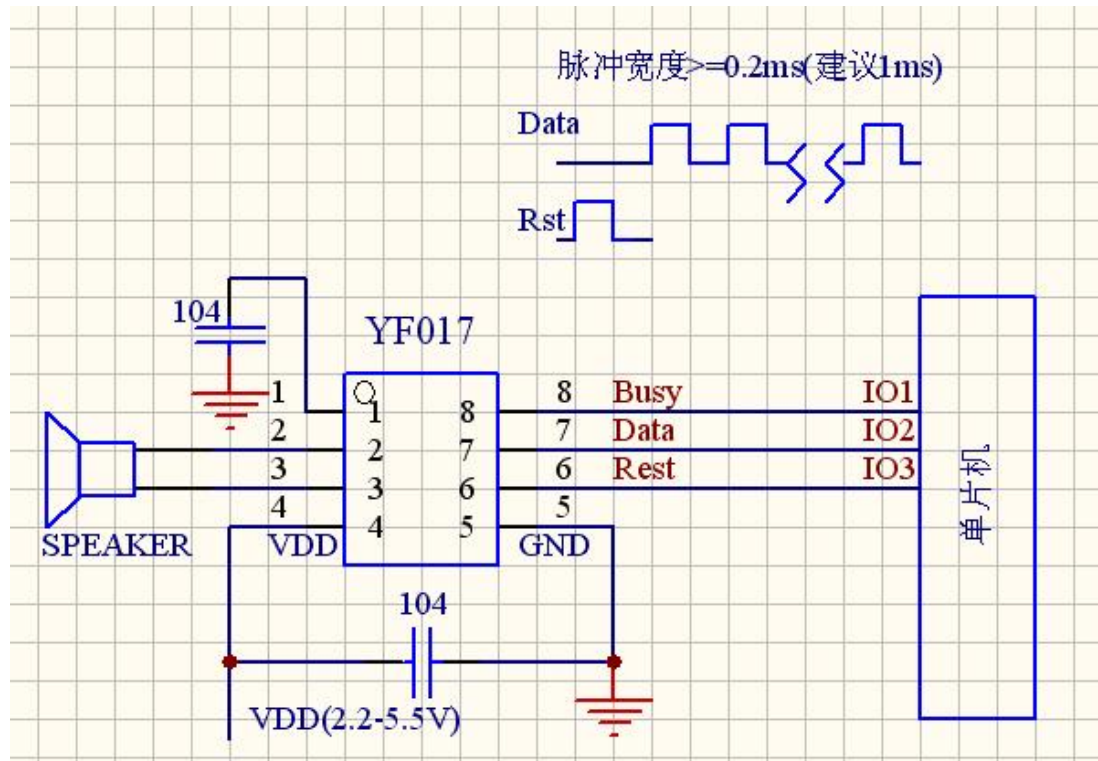 脉冲宽度>=0.2ms(建议1ms)
Data
Rst
104
YF017
1
2
3
4
1
2
3
4
8
7
6
5
8
7
6
5
Busy
Data
Rest
IO1
IO2
IO3
单片机
SPEAKER
VDD
GND
104
VDD(2.2-5.5V)